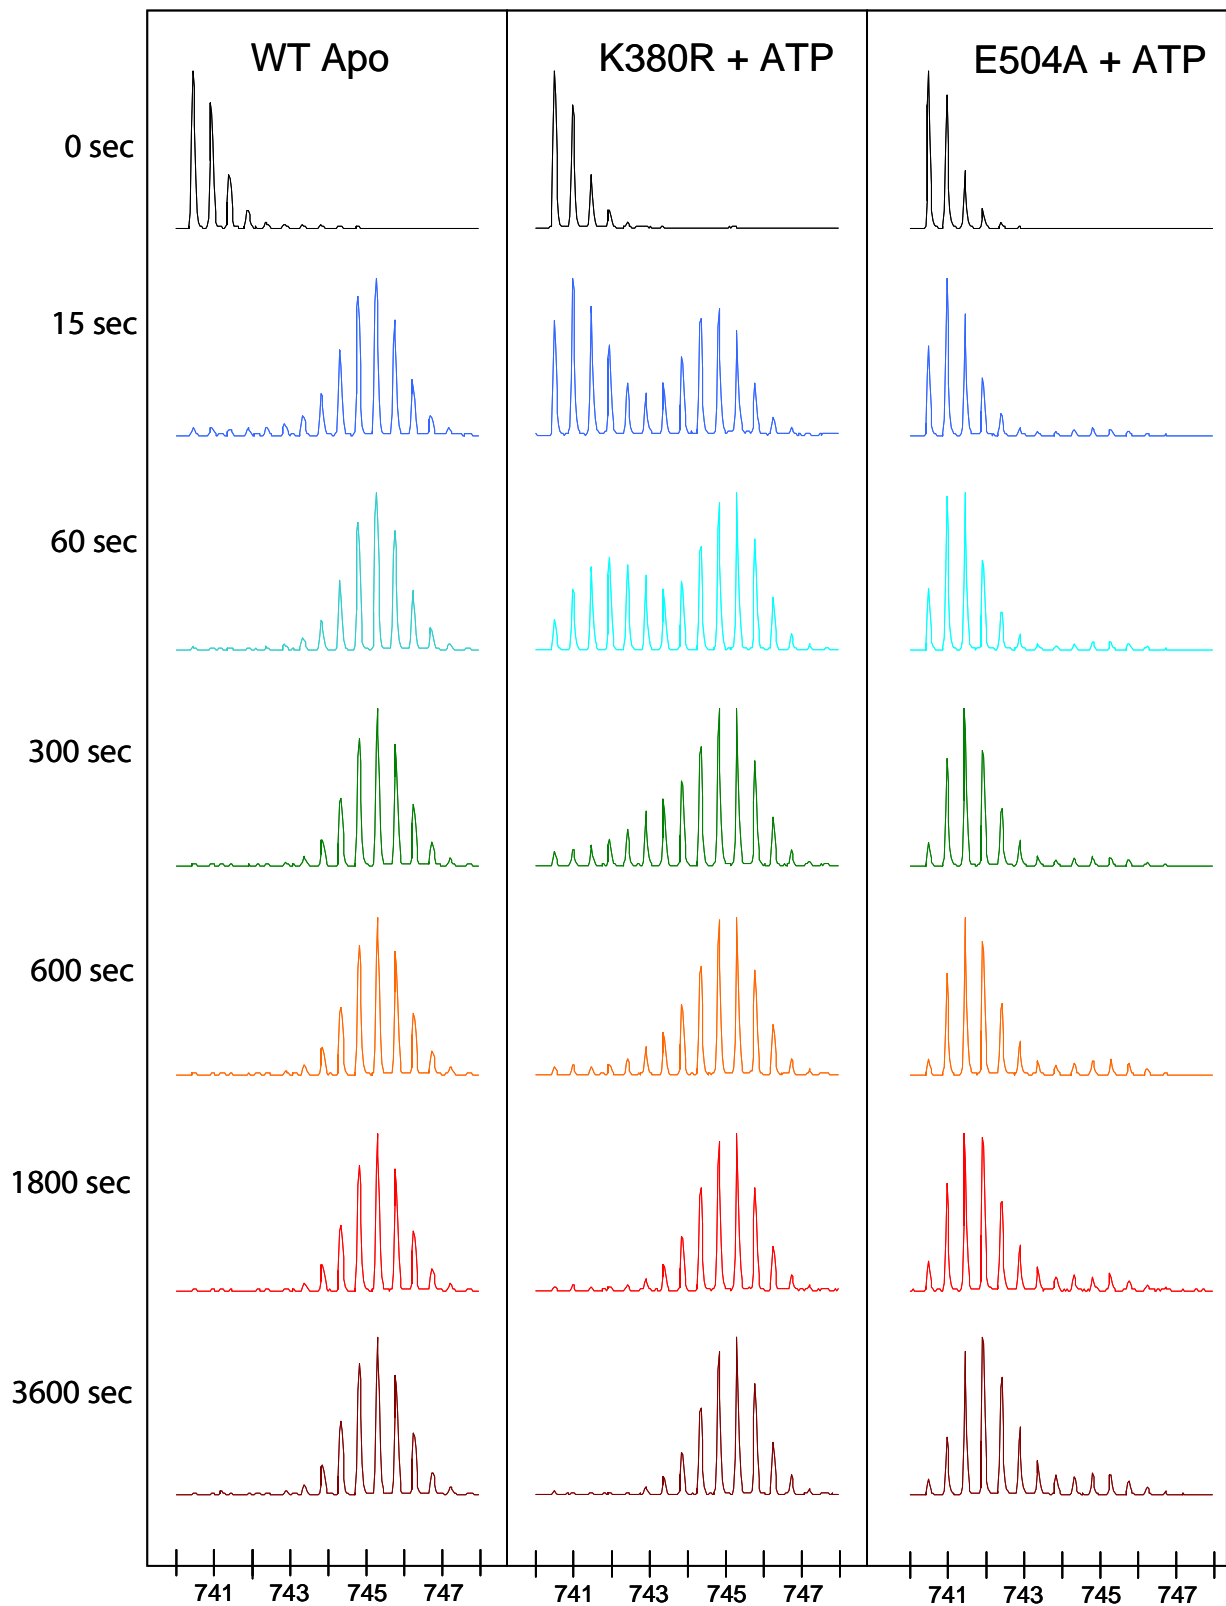 WT Apo K380R + ATP E504A + ATP
0 sec
15 sec
60 sec
300 sec
600 sec
1800 sec
3600 sec
741 743 745 747 741 743 745 747 741 743 745 747